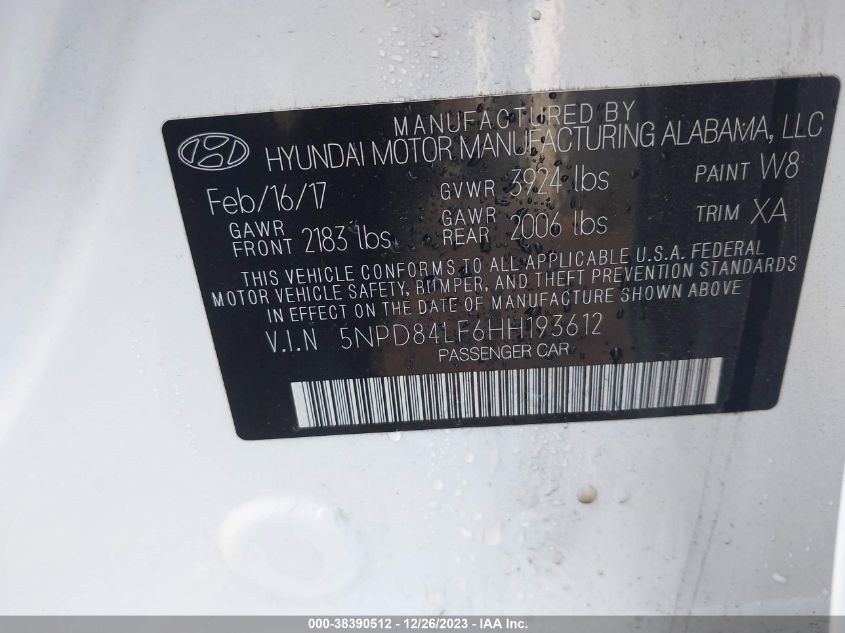 MANUFACTURED BY
HYUNDAI MOTOR MANUFACTURING ALABAMA, LLC
Feb/16/17 GVWR 3924 lbs PAINT W8
GAWR FRONT 2183 lbs GAWR REAR 2006 lbs TRIM XA
THIS VEHICLE CONFORMS TO ALL APPLICABLE U.S.A. FEDERAL
MOTOR VEHICLE SAFETY, BUMPER, AND THEFT PREVENTION STANDARDS
IN EFFECT ON THE DATE OF MANUFACTURE SHOWN ABOVE
V.I.N 5NPD84LF6HH193612
PASSENGER CAR
000-38390512 - 12/26/2023 - IAA Inc.